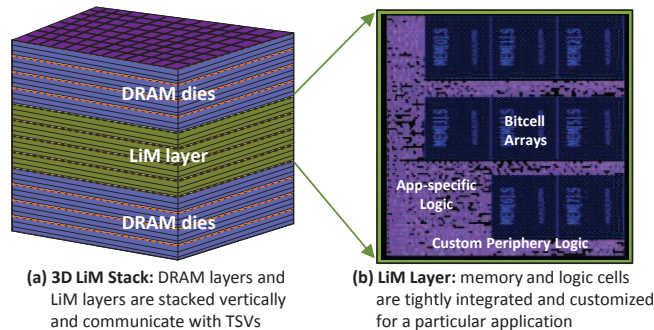 DRAM dies
LiM layer
DRAM dies
Bitcell
Arrays
App-specific
Logic
Custom Periphery Logic
(a) 3D LiM Stack: DRAM layers and
LiM layers are stacked vertically
and communicate with TSVs
(b) LiM Layer: memory and logic cells
are tightly integrated and customized
for a particular application